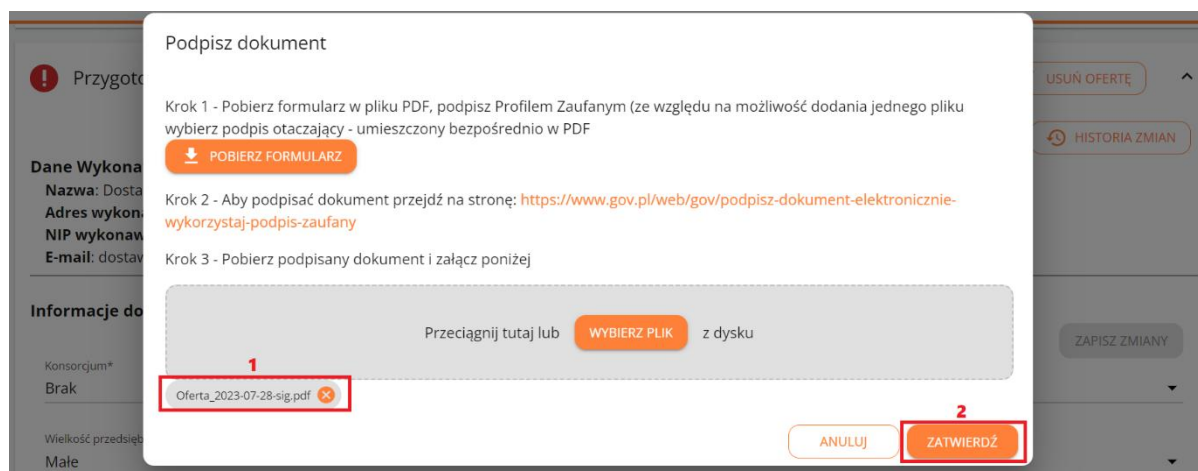 Podpisz dokument
Przygoto
USUŃ OFERTĘ
Krok 1 - Pobierz formularz w pliku PDF, podpisz Profilem Zaufanym (ze względu na możliwość dodania jednego pliku
wybierz podpis otaczający - umieszczony bezpośrednio w PDF
HISTORIA ZMIAN
POBIERZ FORMULARZ
Dane Wykona
Nazwa: Dosta
Krok 2 - Aby podpisać dokument przejdź na stronę: https://www.gov.pl/web/gov/podpisz-dokument-elektronicznie-
Adres wykona
wykorzystaj-podpis-zaufany
NIP wykonaw
E-mail: dostaw
Krok 3 - Pobierz podpisany dokument i załącz poniżej
Informacje do
Przeciągnij tutaj lub WYBIERZ PLIK z dysku
ZAPISZ ZMIANY
Konsorcjum*
1
Brak
Oferta_2023-07-28-sig.pdf
2
Wielkość przedsięb
ANULUJ
ZATWIERDŹ
Małe